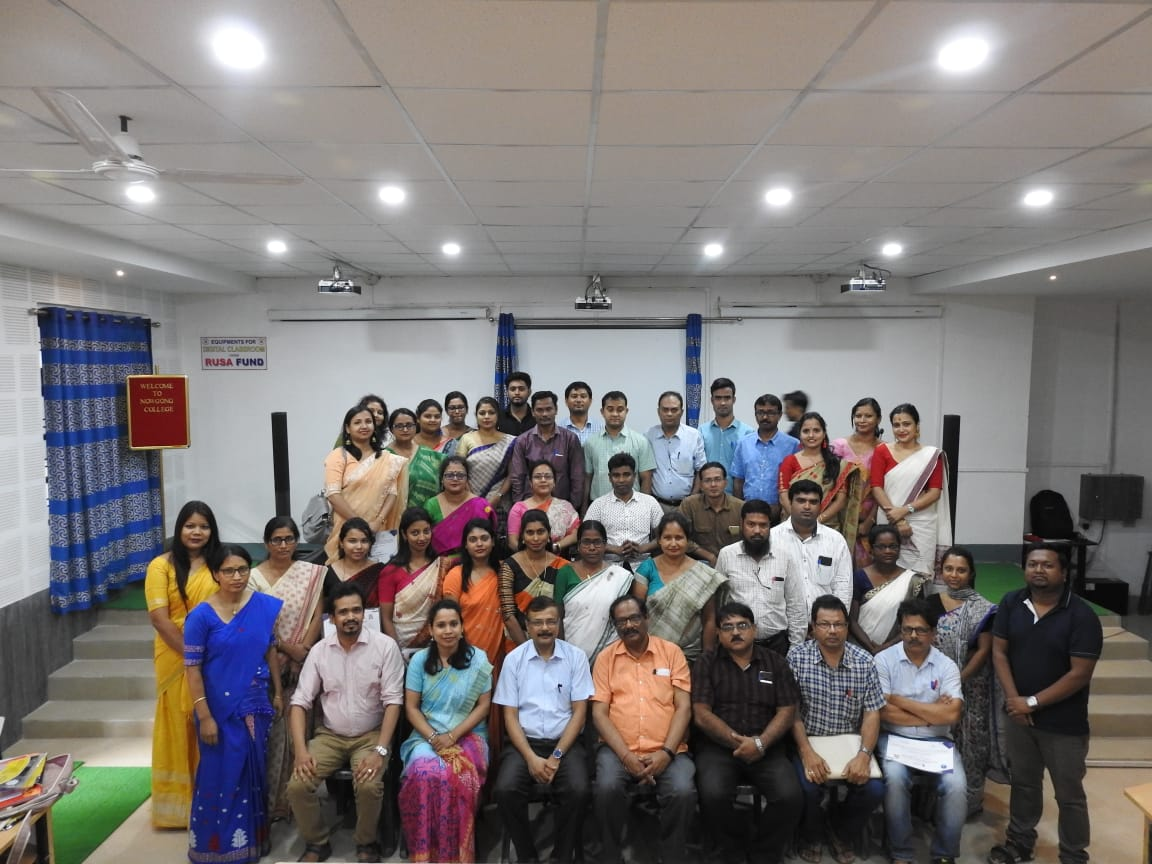 EQUIPMENTS FOR
DIGITAL CLASSROOM
RUSA FUND
WELCOME
TO
NOWGONG
COLLEGE